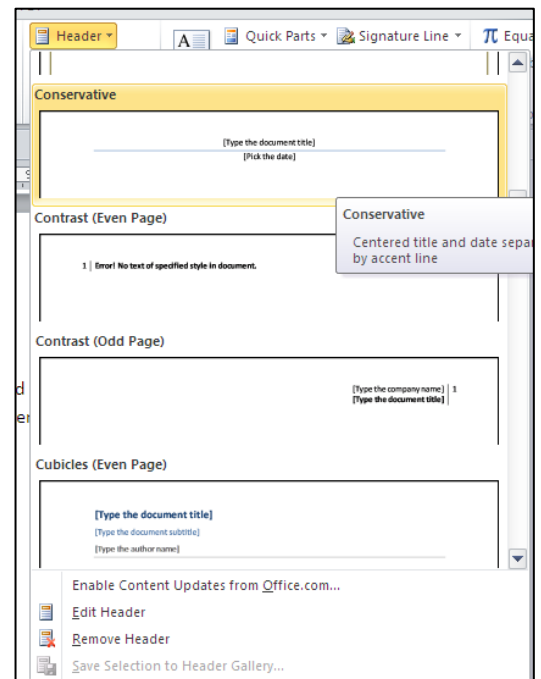 Header Quick Parts Signature Line π Equa
Conservative
[Type the document title]
[Pick the date]
Conservative
Centered title and date separ
by accent line
Contrast (Even Page)
1 Error! No text of specified style in document.
Contrast (Odd Page)
[Type the company name] 1
[Type the document title]
Cubicles (Even Page)
[Type the document title]
[Type the document subtitle]
[Type the author name]
Enable Content Updates from Office.com...
Edit Header
Remove Header
Save Selection to Header Gallery...